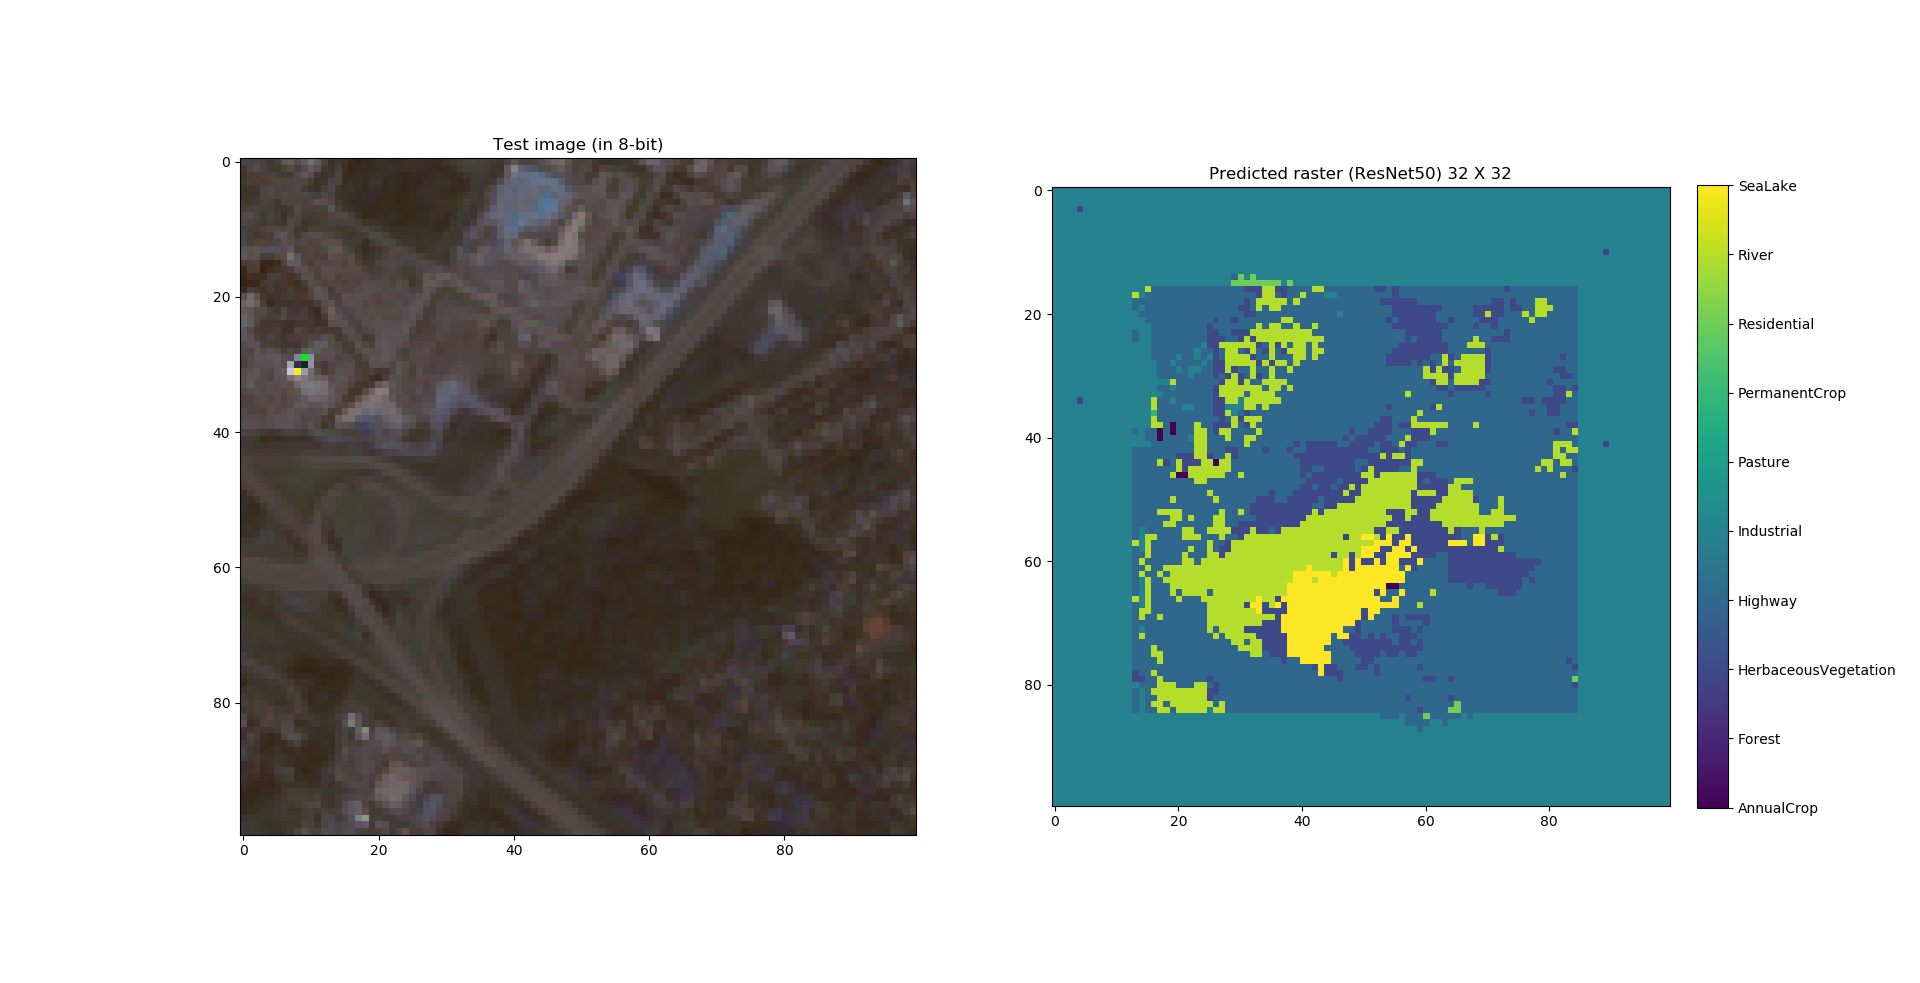 Test image (in 8-bit)
0
20
40
60
80
0
20
40
60
80
Predicted raster (ResNet50) 32 X 32
0
20
40
60
80
0
20
40
60
80
SeaLake
River
Residential
PermanentCrop
Pasture
Industrial
Highway
HerbaceousVegetation
Forest
AnnualCrop